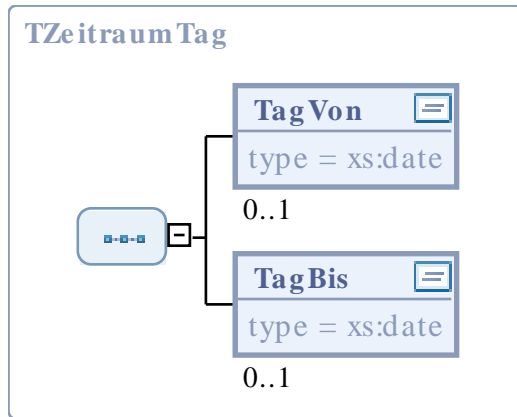 TZeitraumTag
TagVon
type = xs:date
0..1
TagBis
type = xs:date
0..1